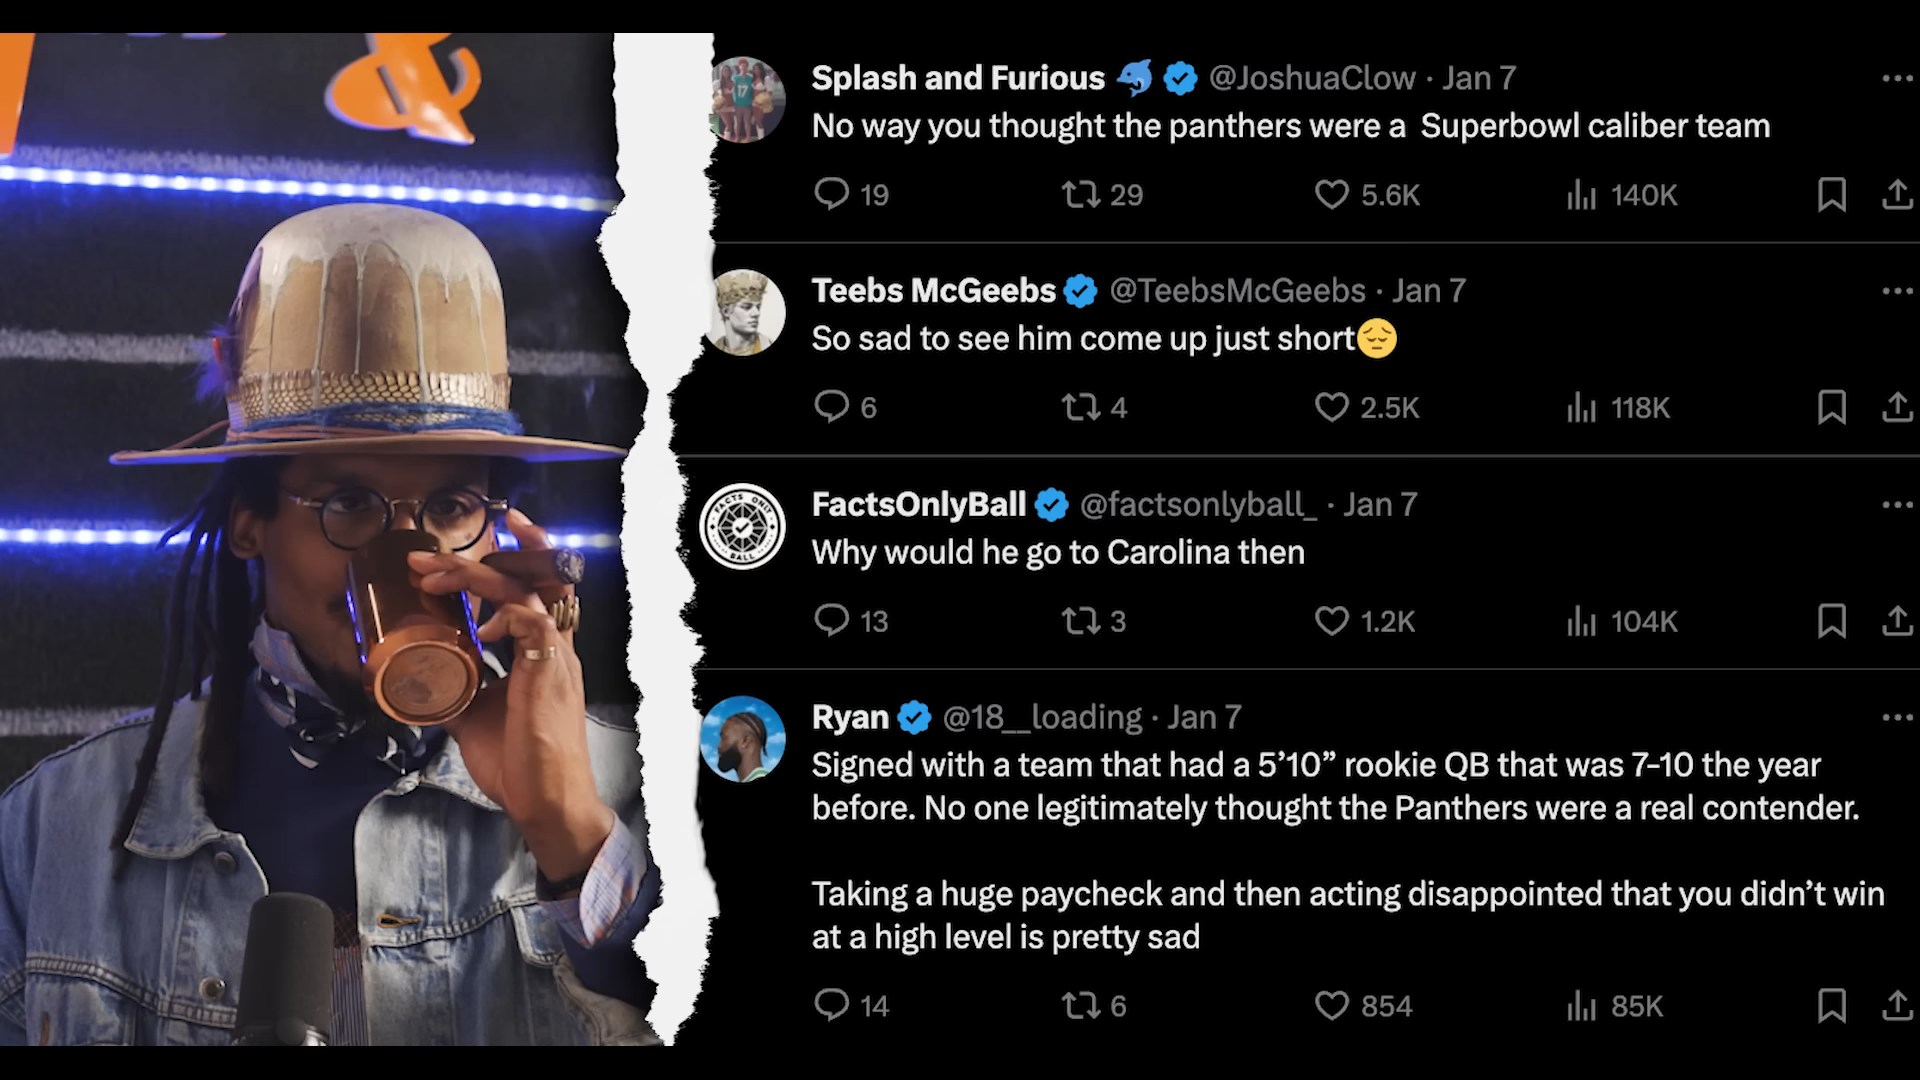 Splash and Furious 🐬 @JoshuaClow · Jan 7
No way you thought the panthers were a Superbowl caliber team
19 29 5.6K 140K
Teebs McGeebs @TeebsMcGeebs · Jan 7
So sad to see him come up just short😔
6 4 2.5K 118K
FACTS ONLY
BALL
FactsOnlyBall @factsonlyball_ · Jan 7
Why would he go to Carolina then
13 3 1.2K 104K
Ryan @18__loading · Jan 7
Signed with a team that had a 5’10” rookie QB that was 7-10 the year
before. No one legitimately thought the Panthers were a real contender.
Taking a huge paycheck and then acting disappointed that you didn’t win
at a high level is pretty sad
14 6 854 85K
17
&